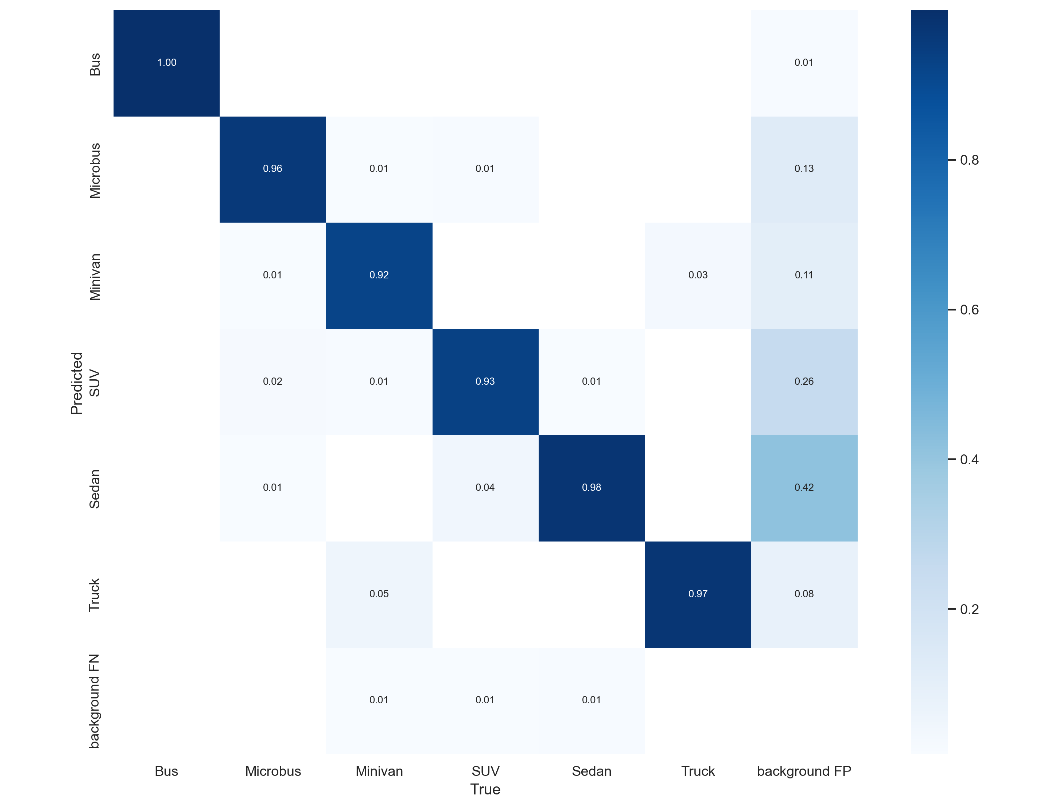 Bus 1.00 0.01
Microbus 0.96 0.01 0.01 0.13
0.8
Minivan 0.01 0.92 0.03 0.11
0.6
Predicted
SUV 0.02 0.01 0.93 0.01 0.26
0.4
Sedan 0.01 0.04 0.98 0.42
Truck 0.05 0.97 0.08
0.2
background FN 0.01 0.01 0.01
Bus Microbus Minivan SUV Sedan Truck background FP
True